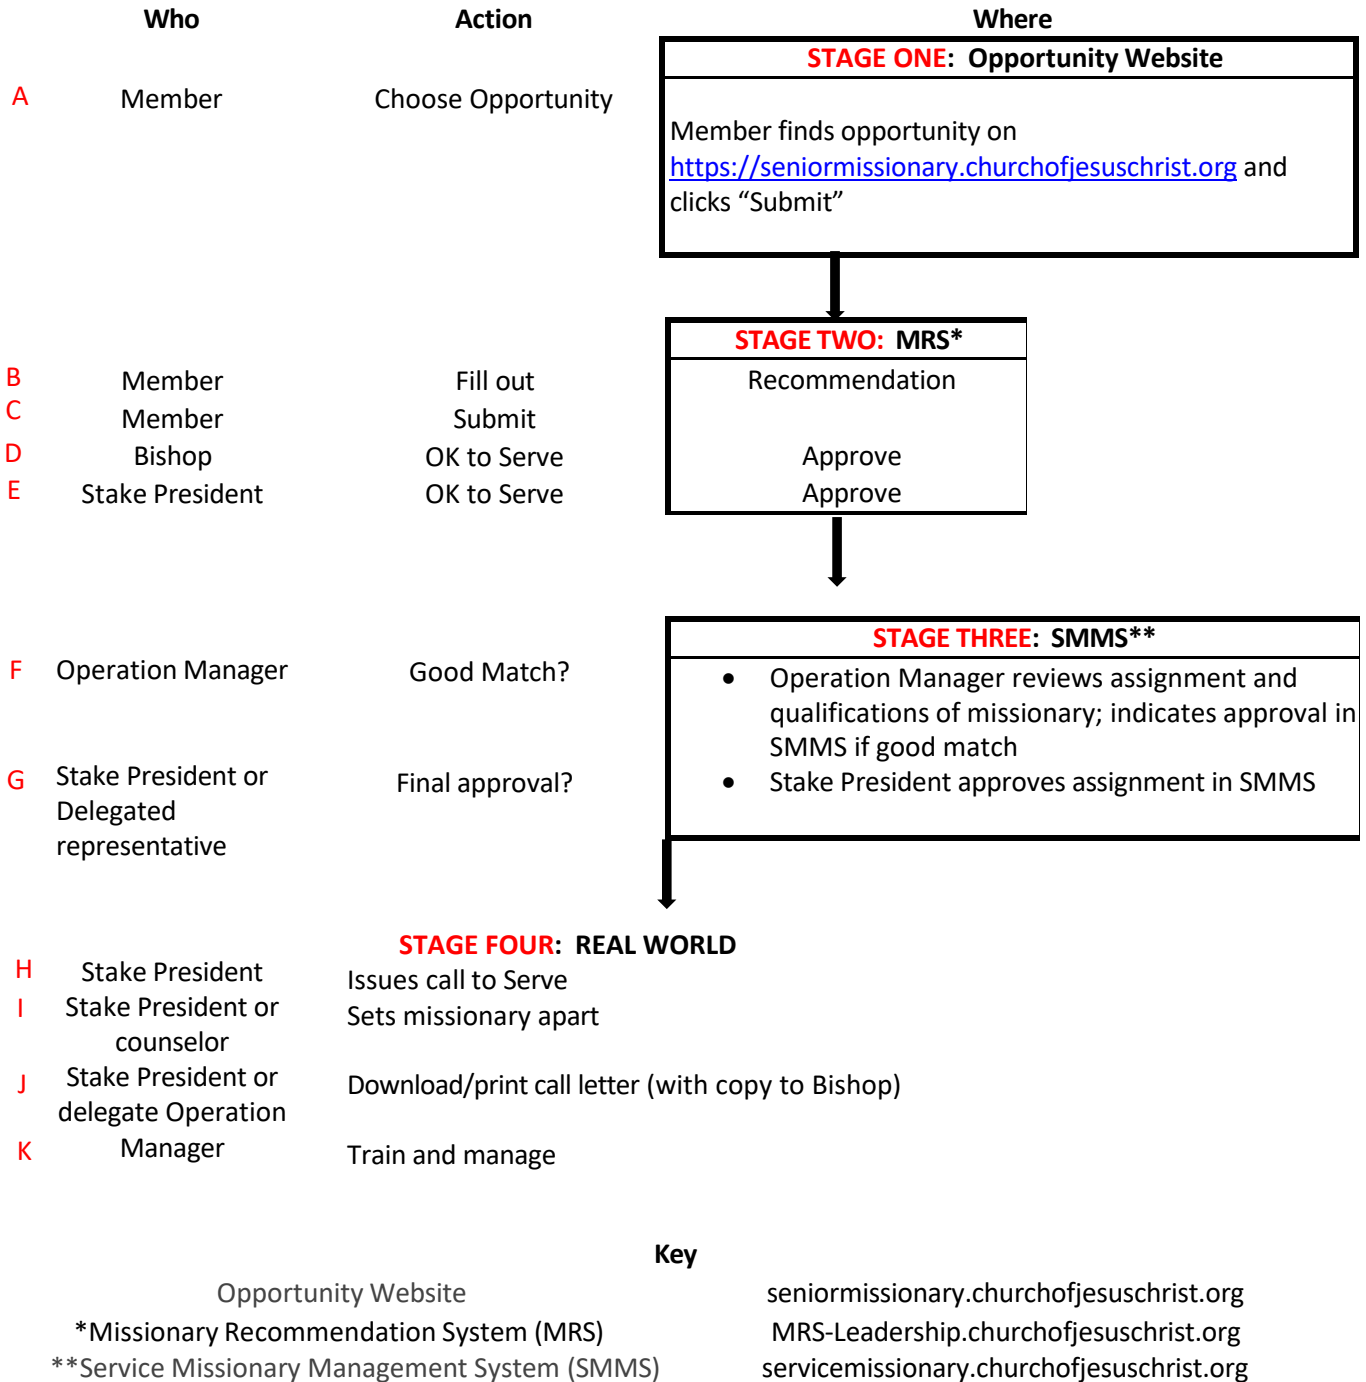 Who Action Where
STAGE ONE: Opportunity Website
A Member Choose Opportunity
Member finds opportunity on
https://seniormissionary.churchofjesuschrist.org and
clicks “Submit”
STAGE TWO: MRS*
B Member Fill out Recommendation
C Member Submit
D Bishop OK to Serve Approve
E Stake President OK to Serve Approve
STAGE THREE: SMMS**
F Operation Manager Good Match?
• Operation Manager reviews assignment and
qualifications of missionary; indicates approval in
SMMS if good match
G Stake President or Final approval?
Delegated
representative
• Stake President approves assignment in SMMS
STAGE FOUR: REAL WORLD
H Stake President Issues call to Serve
I Stake President or Sets missionary apart
counselor
J Stake President or Download/print call letter (with copy to Bishop)
delegate Operation
K Manager Train and manage
Key
Opportunity Website seniormissionary.churchofjesuschrist.org
*Missionary Recommendation System (MRS) MRS-Leadership.churchofjesuschrist.org
**Service Missionary Management System (SMMS) servicemissionary.churchofjesuschrist.org